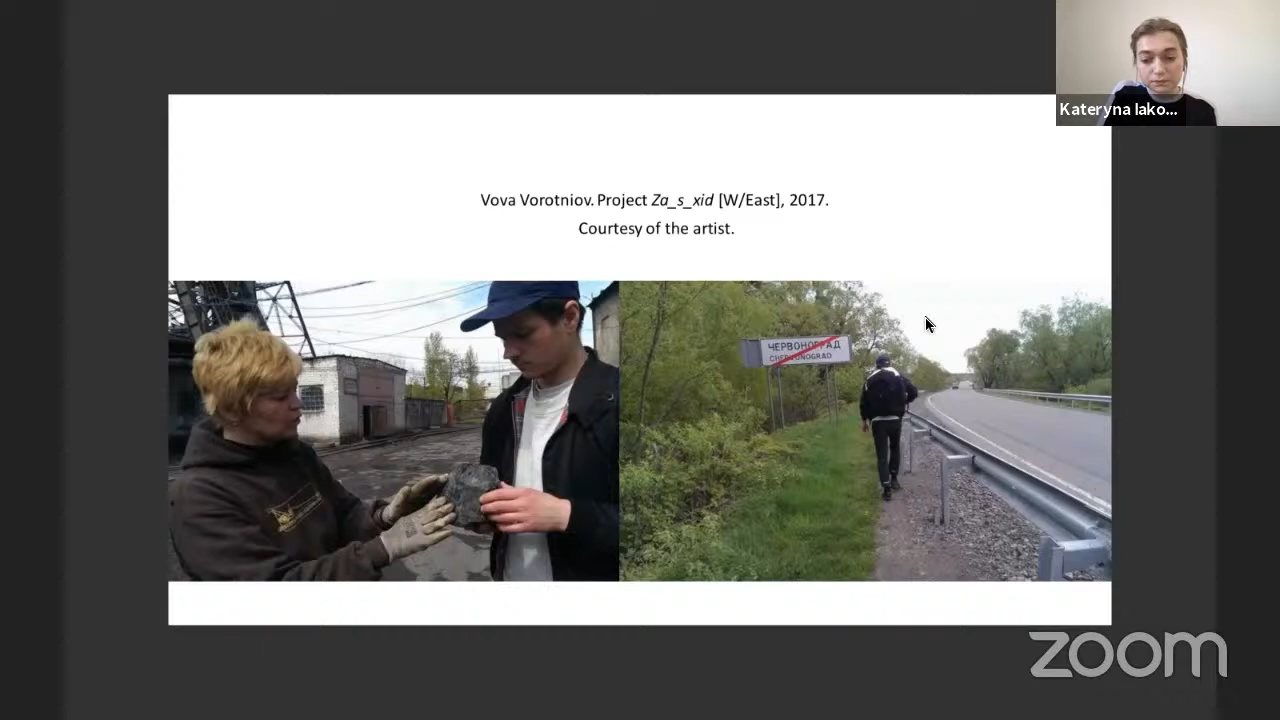 Kateryna Iako...
Vova Vorotniov. Project Za_s_xid [W/East], 2017.
Courtesy of the artist.
ЧЕРВОНОГРАД
CHERVONOGRAD
zoom